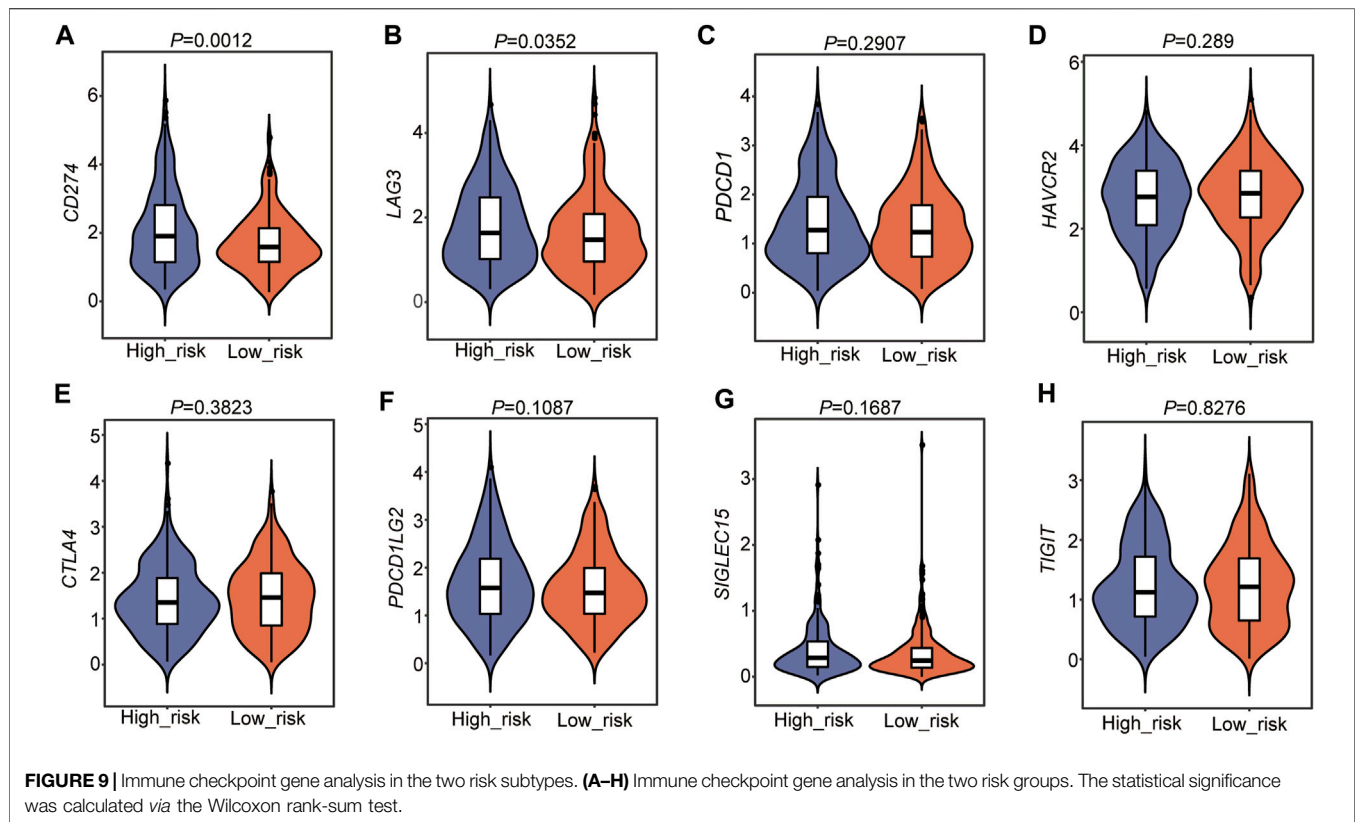 A
P=0.0012
CD274
6
4
2
0
High_risk Low_risk
B
P=0.0352
LAG3
4
2
0
High_risk Low_risk
C
P=0.2907
PDCD1
4
3
2
1
0
High_risk Low_risk
D
P=0.289
HAVCR2
6
4
2
0
High_risk Low_risk
E
P=0.3823
CTLA4
5
4
3
2
1
0
High_risk Low_risk
F
P=0.1087
PDCD1LG2
5
4
3
2
1
0
High_risk Low_risk
G
P=0.1687
SIGLEC15
3
2
1
0
High_risk Low_risk
H
P=0.8276
TIGIT
3
2
1
0
High_risk Low_risk
FIGURE 9 | Immune checkpoint gene analysis in the two risk subtypes. (A–H) Immune checkpoint gene analysis in the two risk groups. The statistical significance
was calculated via the Wilcoxon rank-sum test.